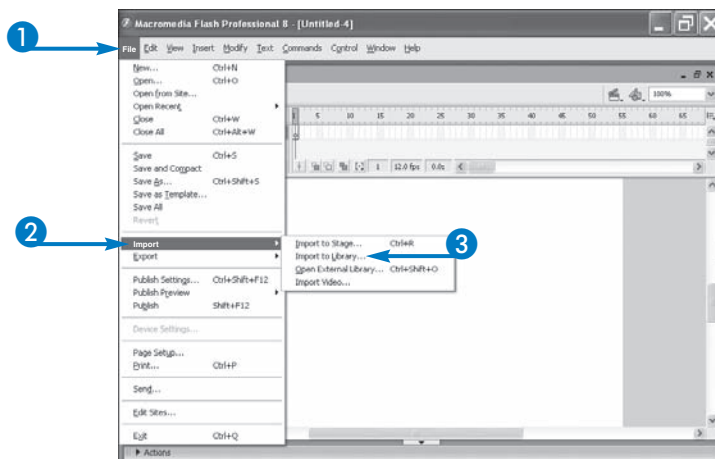 Macromedia Flash Professional 8 - [Untitled-4]
1
File Edit View Insert Modify Text Commands Control Window Help
New... Ctrl+N
Open... Ctrl+O
Open from Site...
100%
Open Recent
Close Ctrl+W
Close All Ctrl+Alt+W
1 5 10 15 20 25 30 35 40 45 50 55 60 65
Save Ctrl+S
Save and Compact
1 12.0 fps 0.0s
Save As... Ctrl+Shift+S
Save as Template...
Save All
Revert
2
Import
Import to Stage... Ctrl+R
3
Export
Import to Library...
Open External Library... Ctrl+Shift+O
Import Video...
Publish Settings... Ctrl+Shift+F12
Publish Preview
Publish Shift+F12
Device Settings...
Page Setup...
Print... Ctrl+P
Send...
Edit Sites...
Exit Ctrl+Q
Actions